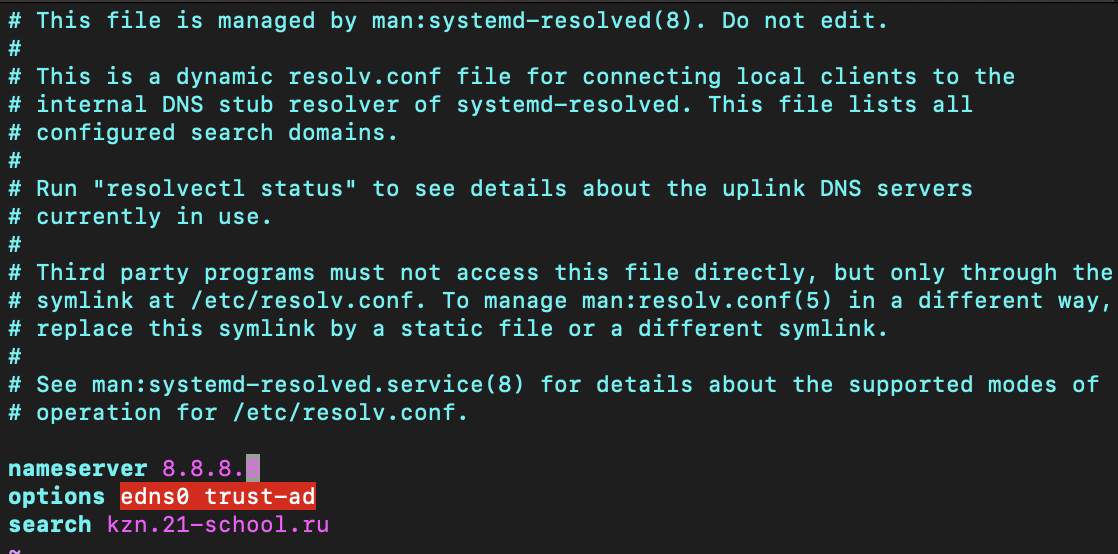 # This file is managed by man:systemd-resolved(8). Do not edit.
#
# This is a dynamic resolv.conf file for connecting local clients to the
# internal DNS stub resolver of systemd-resolved. This file lists all
# configured search domains.
#
# Run "resolvectl status" to see details about the uplink DNS servers
# currently in use.
#
# Third party programs must not access this file directly, but only through the
# symlink at /etc/resolv.conf. To manage man:resolv.conf(5) in a different way,
# replace this symlink by a static file or a different symlink.
#
# See man:systemd-resolved.service(8) for details about the supported modes of
# operation for /etc/resolv.conf.
nameserver 8.8.8.8
options edns0 trust-ad
search kzn.21-school.ru
~